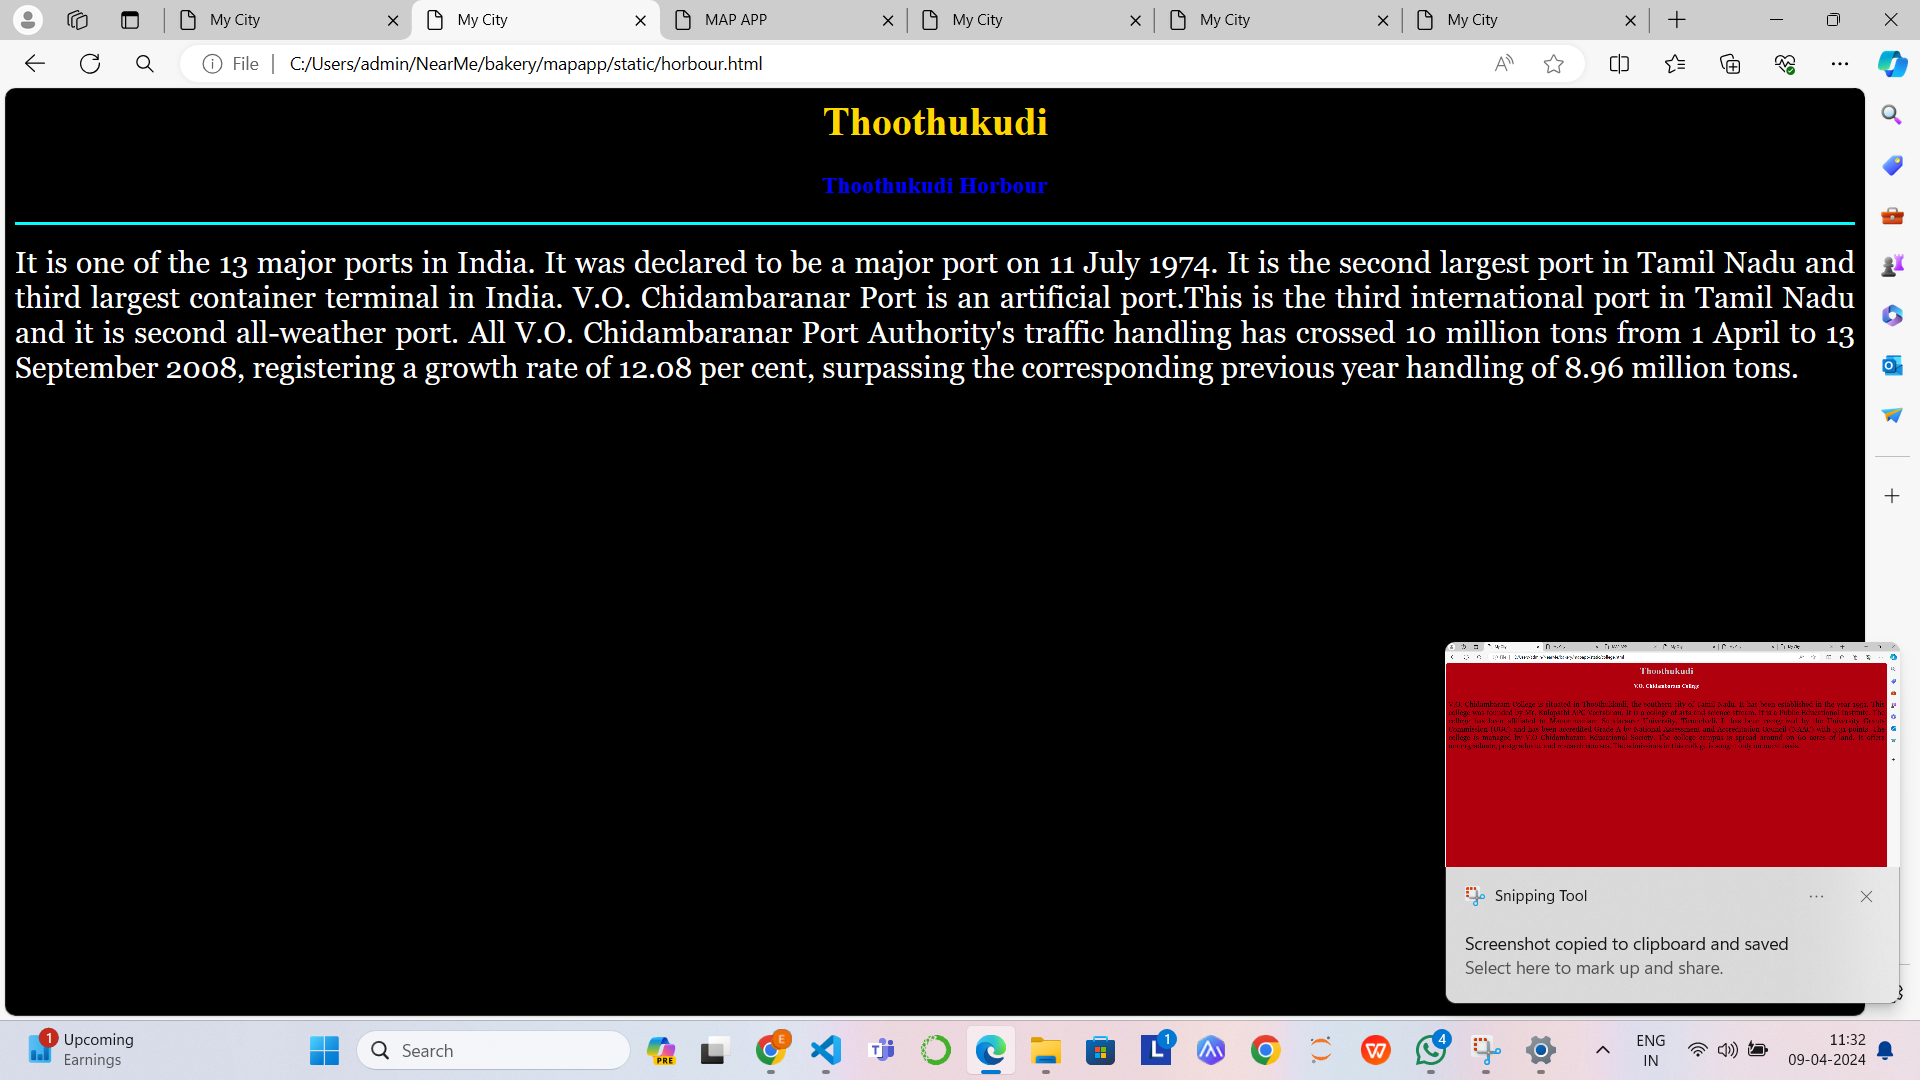 My City
My City
MAP APP
My City
My City
My City
File
C:/Users/admin/NearMe/bakery/mapapp/static/horbour.html
Thoothukudi
Thoothukudi Horbour
It is one of the 13 major ports in India. It was declared to be a major port on 11 July 1974. It is the second largest port in Tamil Nadu and
third largest container terminal in India. V.O. Chidambaranar Port is an artificial port.This is the third international port in Tamil Nadu
and it is second all-weather port. All V.O. Chidambaranar Port Authority's traffic handling has crossed 10 million tons from 1 April to 13
September 2008, registering a growth rate of 12.08 per cent, surpassing the corresponding previous year handling of 8.96 million tons.
Thoothukudi
V.O. Chidambaram College
Snipping Tool
Screenshot copied to clipboard and saved
Select here to mark up and share.
1
Upcoming
Earnings
Search
PRE
E
1
4
ENG
IN
11:32
09-04-2024